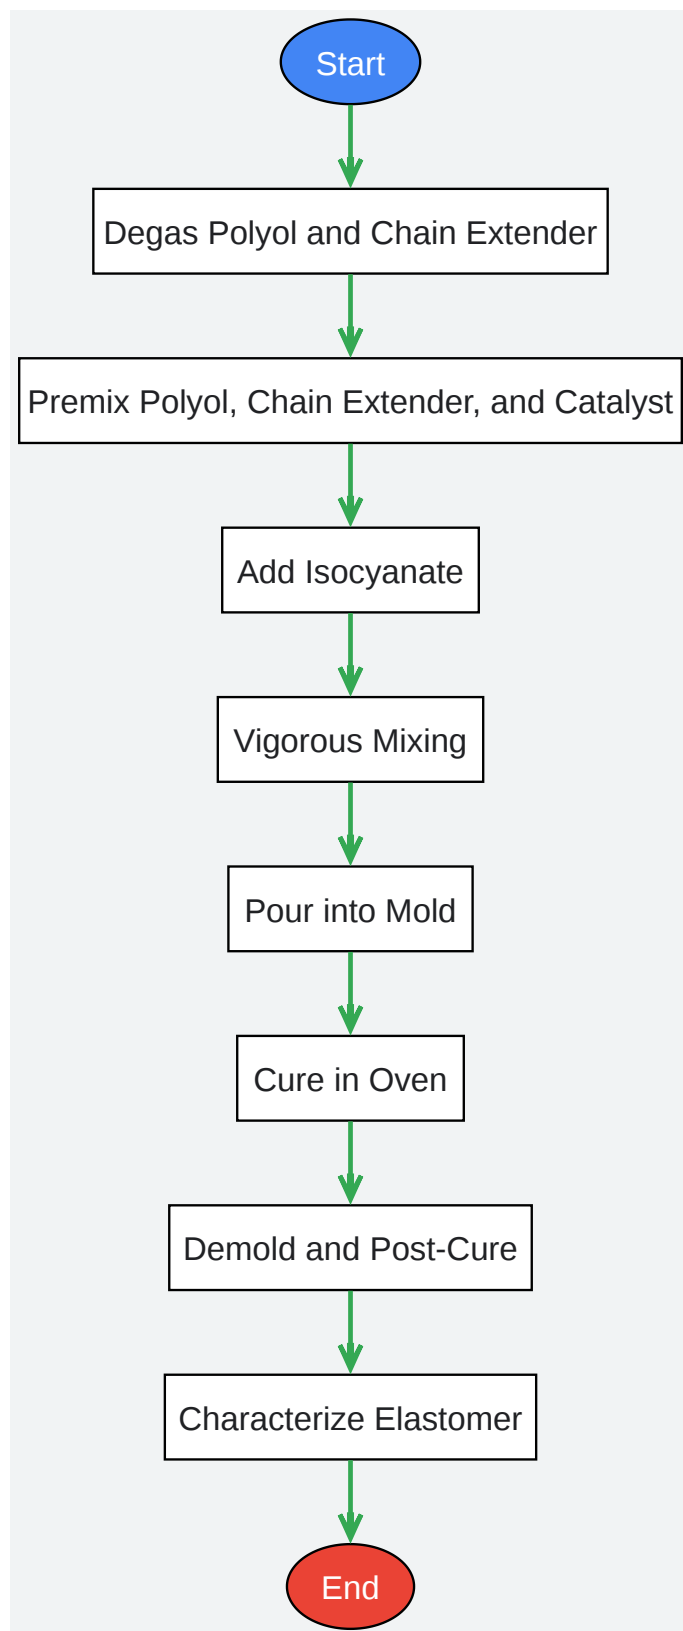 Start
Degas Polyol and Chain Extender
Premix Polyol, Chain Extender, and Catalyst
Add Isocyanate
Vigorous Mixing
Pour into Mold
Cure in Oven
Demold and Post-Cure
Characterize Elastomer
End